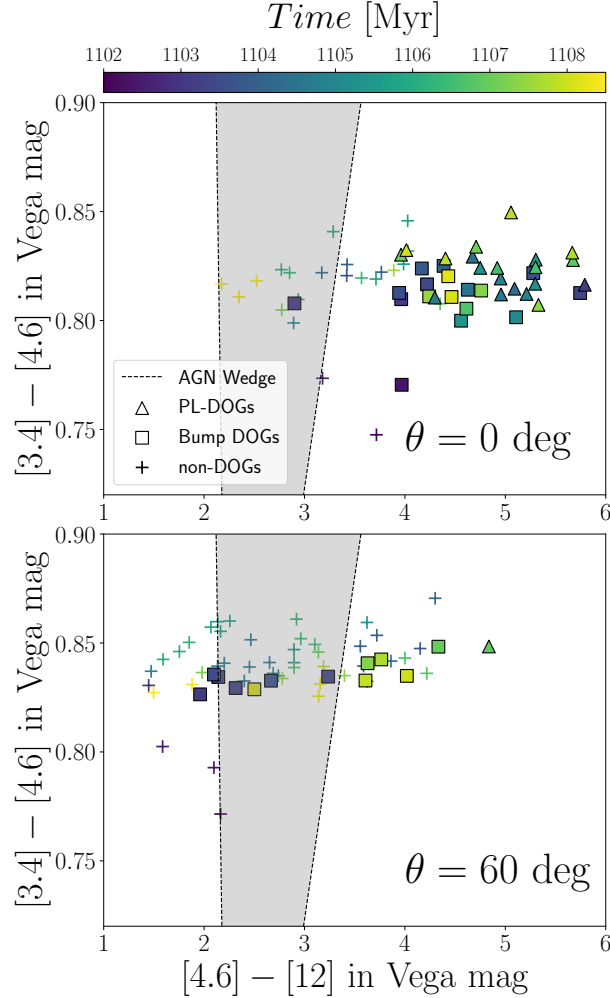 Time [Myr]
1102 1103 1104 1105 1106 1107 1108
0.90
0.85
0.80
0.75
[3.4] − [4.6] in Vega mag
AGN Wedge
PL-DOGs
Bump DOGs
non-DOGs
θ = 0 deg
1 2 3 4 5 6
0.90
0.85
0.80
0.75
[3.4] − [4.6] in Vega mag
θ = 60 deg
1 2 3 4 5 6
[4.6] − [12] in Vega mag